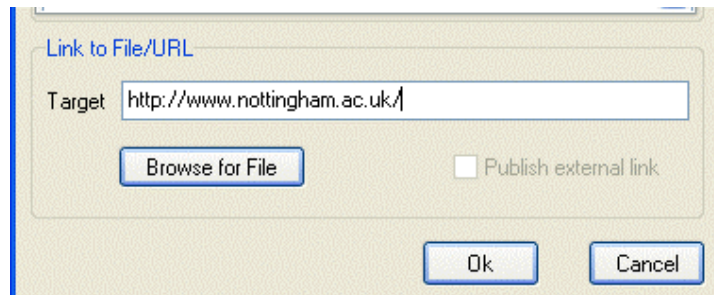 Link to File/URL
Target http://www.nottingham.ac.uk/
Browse for File Publish external link
Ok Cancel